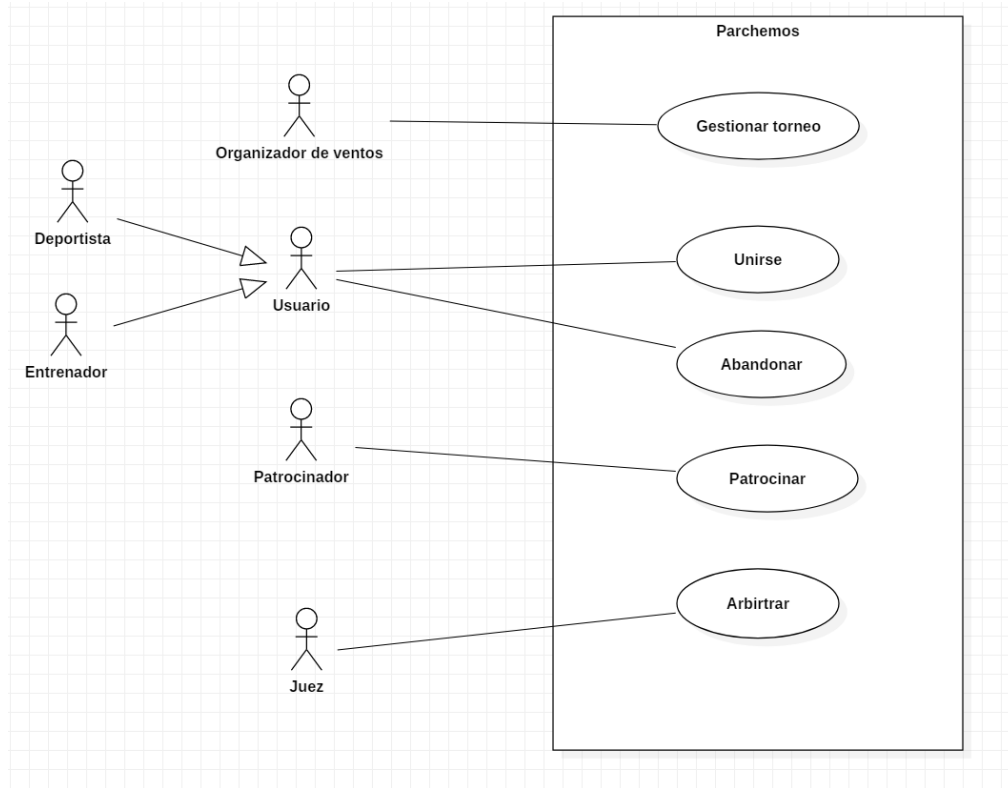 Parchemos
Organizador de ventos
Gestionar torneo
Deportista
Usuario
Unirse
Entrenador
Abandonar
Patrocinador
Patrocinar
Juez
Arbirtrar